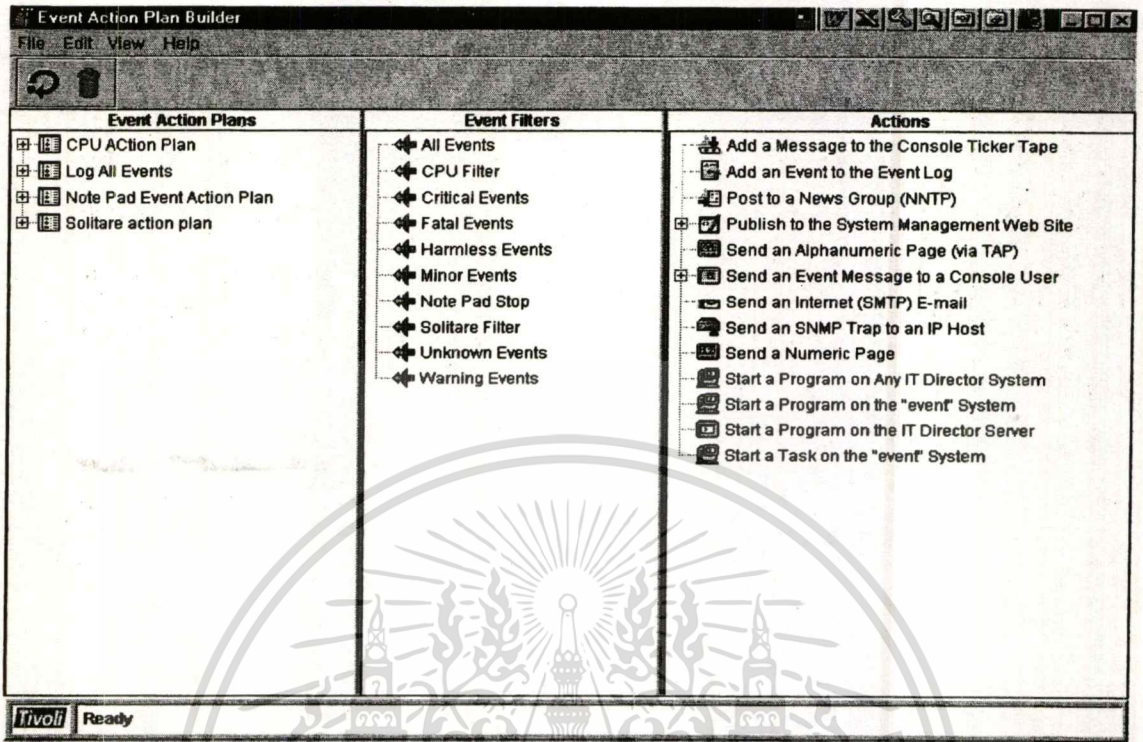 Event Action Plan Builder
File Edit View Help
Event Action Plans
CPU ACtion Plan
Log All Events
Note Pad Event Action Plan
Solitare action plan
Event Filters
All Events
CPU Filter
Critical Events
Fatal Events
Harmless Events
Minor Events
Note Pad Stop
Solitare Filter
Unknown Events
Warning Events
Actions
Add a Message to the Console Ticker Tape
Add an Event to the Event Log
Post to a News Group (NNTP)
Publish to the System Management Web Site
Send an Alphanumeric Page (via TAP)
Send an Event Message to a Console User
Send an Internet (SMTP) E-mail
Send an SNMP Trap to an IP Host
Send a Numeric Page
Start a Program on Any IT Director System
Start a Program on the "event" System
Start a Program on the IT Director Server
Start a Task on the "event" System
Tivoli Ready